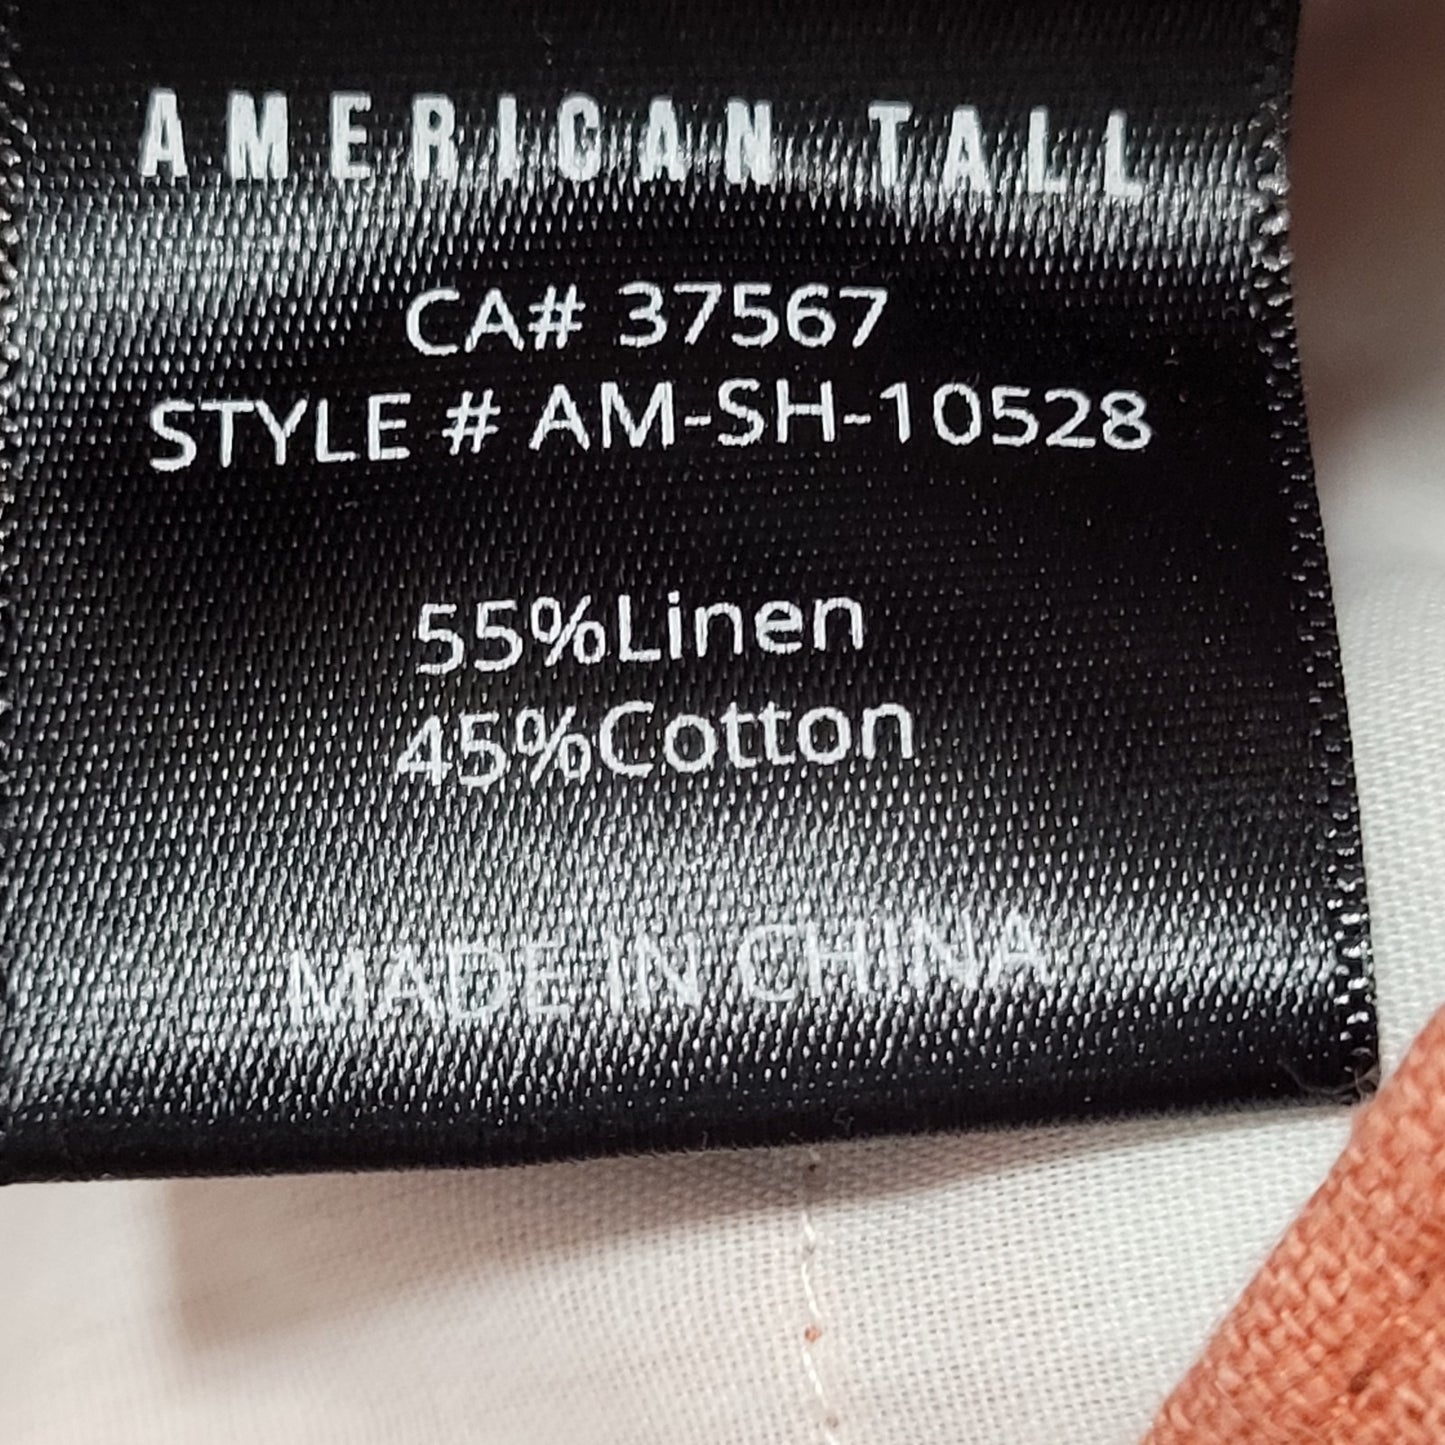 AMERICAN TALL
CA# 37567
STYLE # AM-SH-10528
55%Linen
45%Cotton
MADE IN CHINA